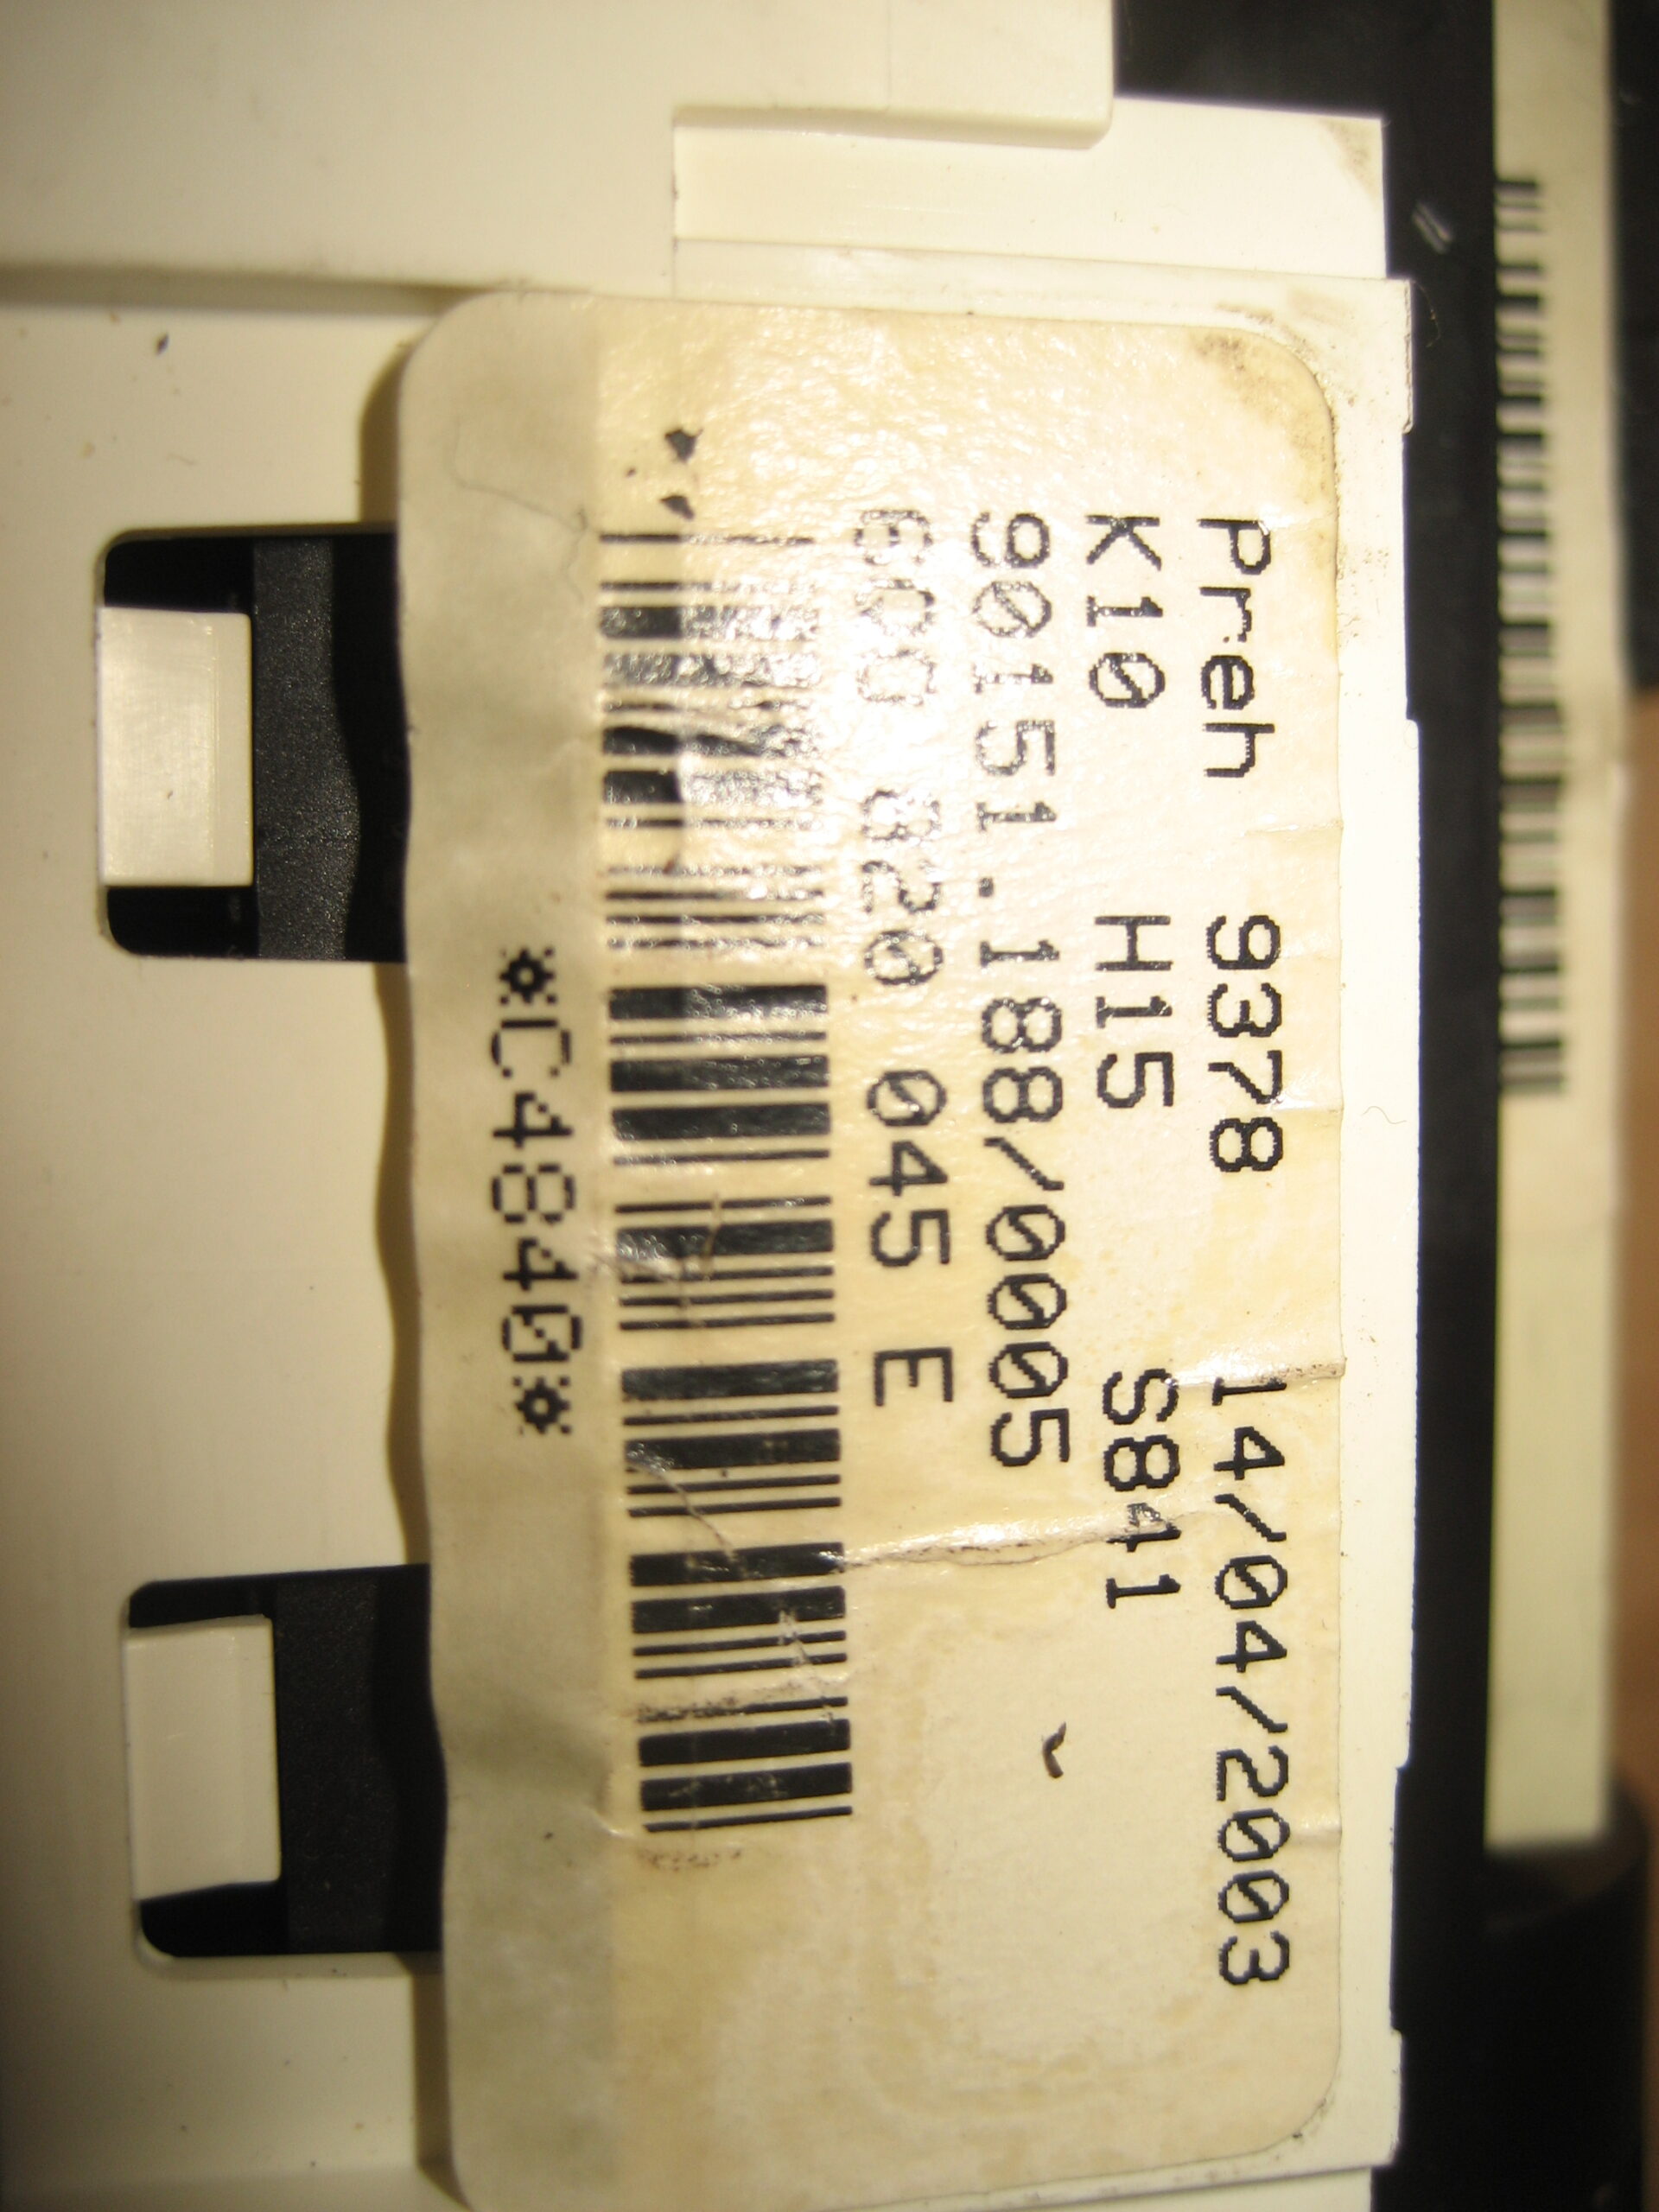 Preh 9378 14/04/2003
K10 H15 S841
90151.188/0005
6Q0 820 045 E
*C4840*